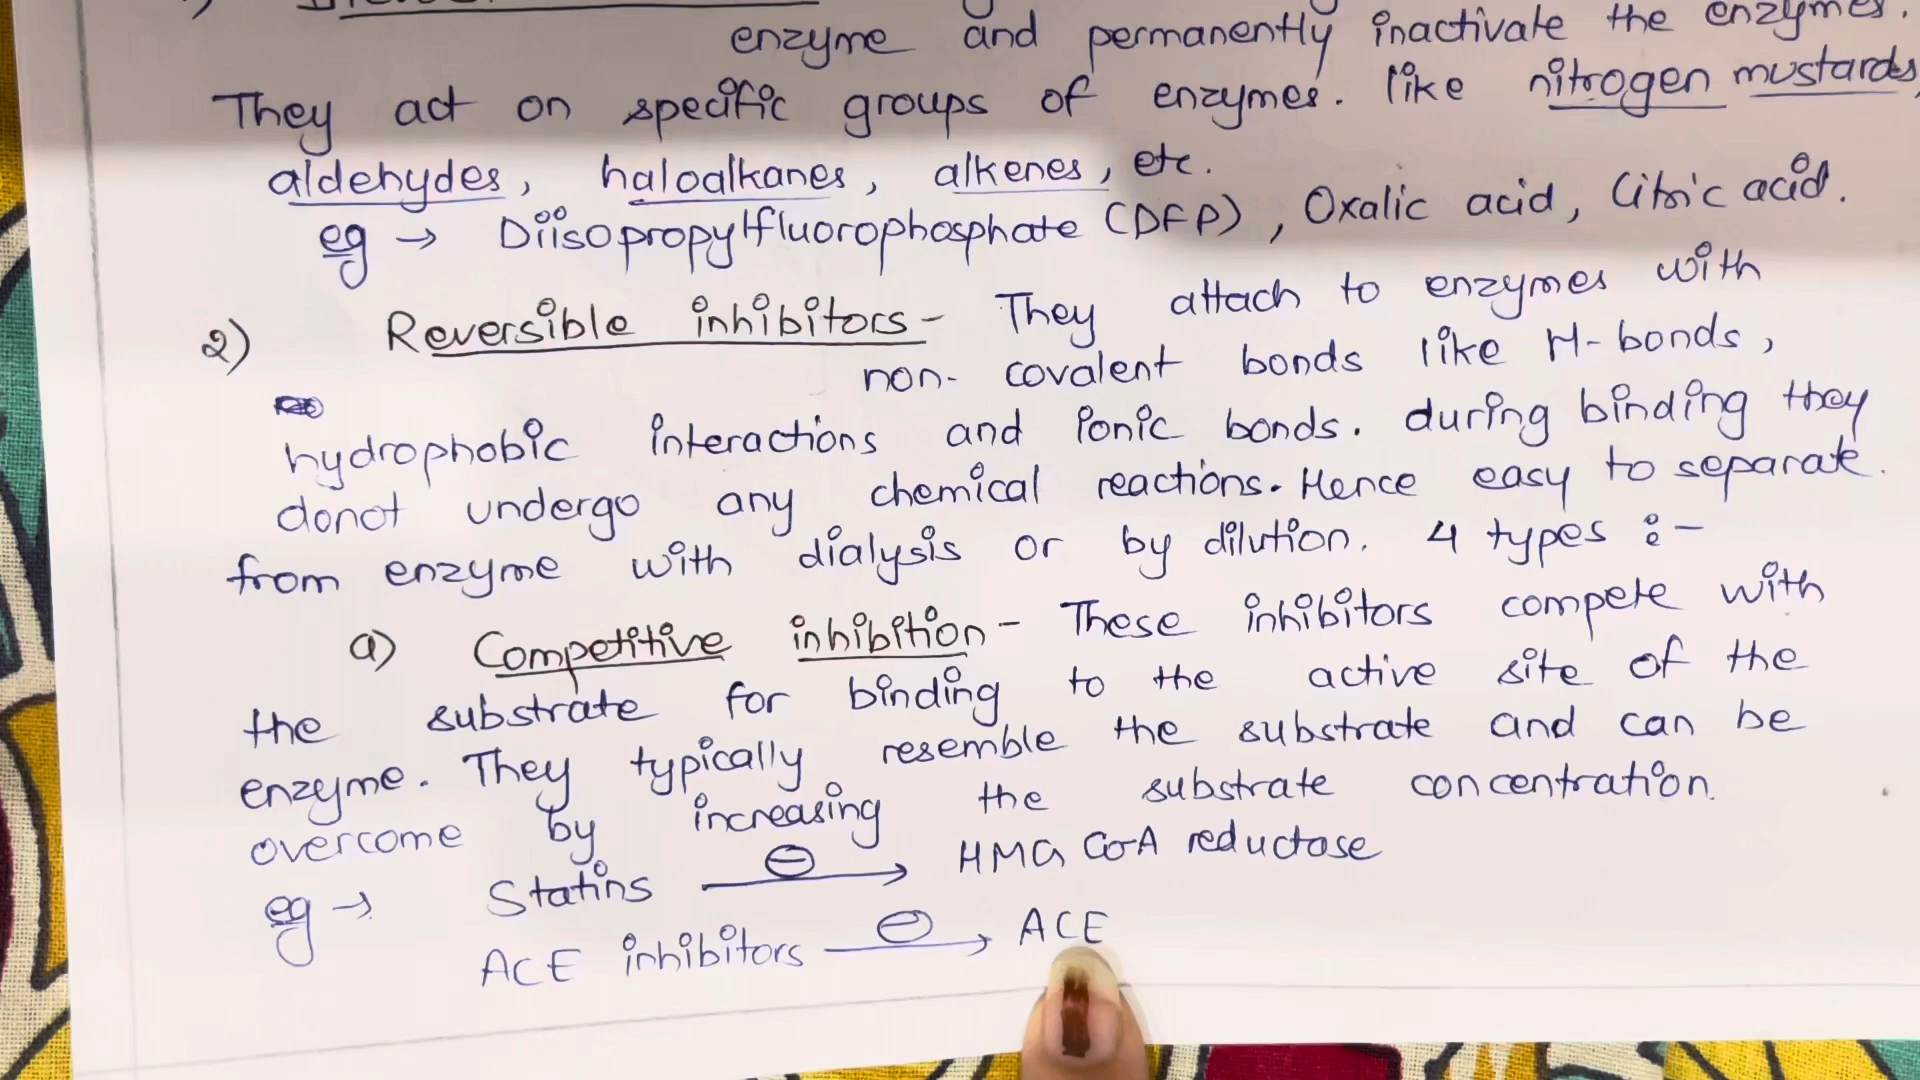 enzyme and permanently inactivate the enzymes.
They act on specific groups of enzymes. like nitrogen mustards,
aldehydes, haloalkanes, alkenes, etc.
eg → Diisopropylfluorophosphate (DFP), Oxalic acid, Citric acid.
2) Reversible inhibitors - They attach to enzymes with
non-covalent bonds like H-bonds,
hydrophobic interactions and ionic bonds. during binding they
donot undergo any chemical reactions. Hence easy to separate.
from enzyme with dialysis or by dilution. 4 types :-
a) Competitive inhibition - These inhibitors compete with
the substrate for binding to the active site of the
enzyme. They typically resemble the substrate and can be
overcome by increasing the substrate concentration.
eg → Statins ⊖→ HMG CoA reductase
ACE inhibitors ⊖→ ACE